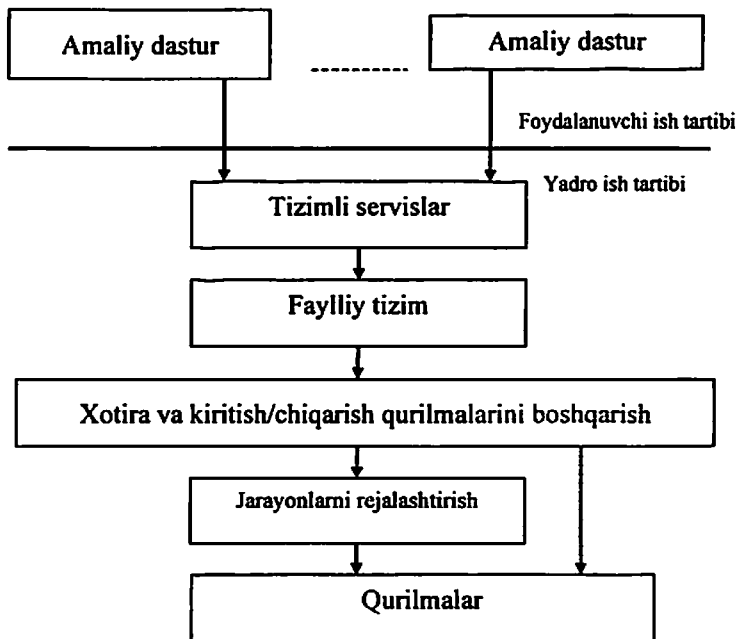 Amaliy dastur
Amaliy dastur
Foydalanuvchi ish tartibi
Yadro ish tartibi
Tizimli servislar
Faylliy tizim
Xotira va kiritish/chiqarish qurilmalarini boshqarish
Jarayonlarni rejalashtirish
Qurilmalar